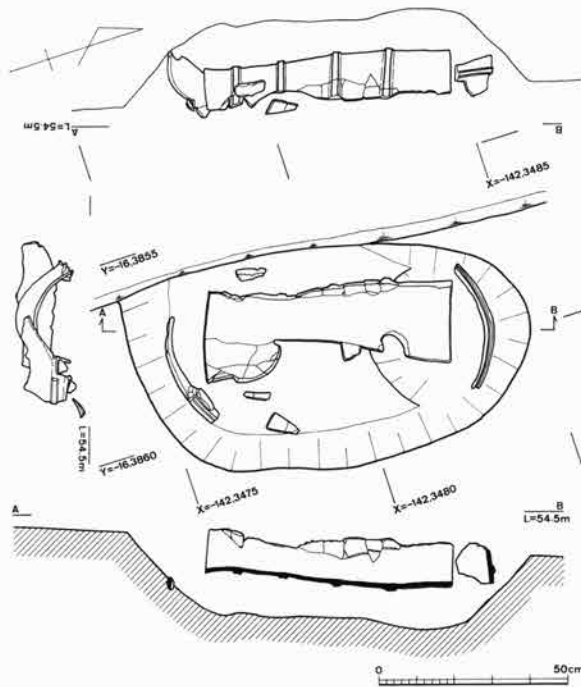 L=54.5m
A
B
X=-142.3485
Y=-16.3855
A
B
L=54.5m
Y=-16.3860
X=-142.3475
X=-142.3480
A
B
L=54.5m
0
50cm